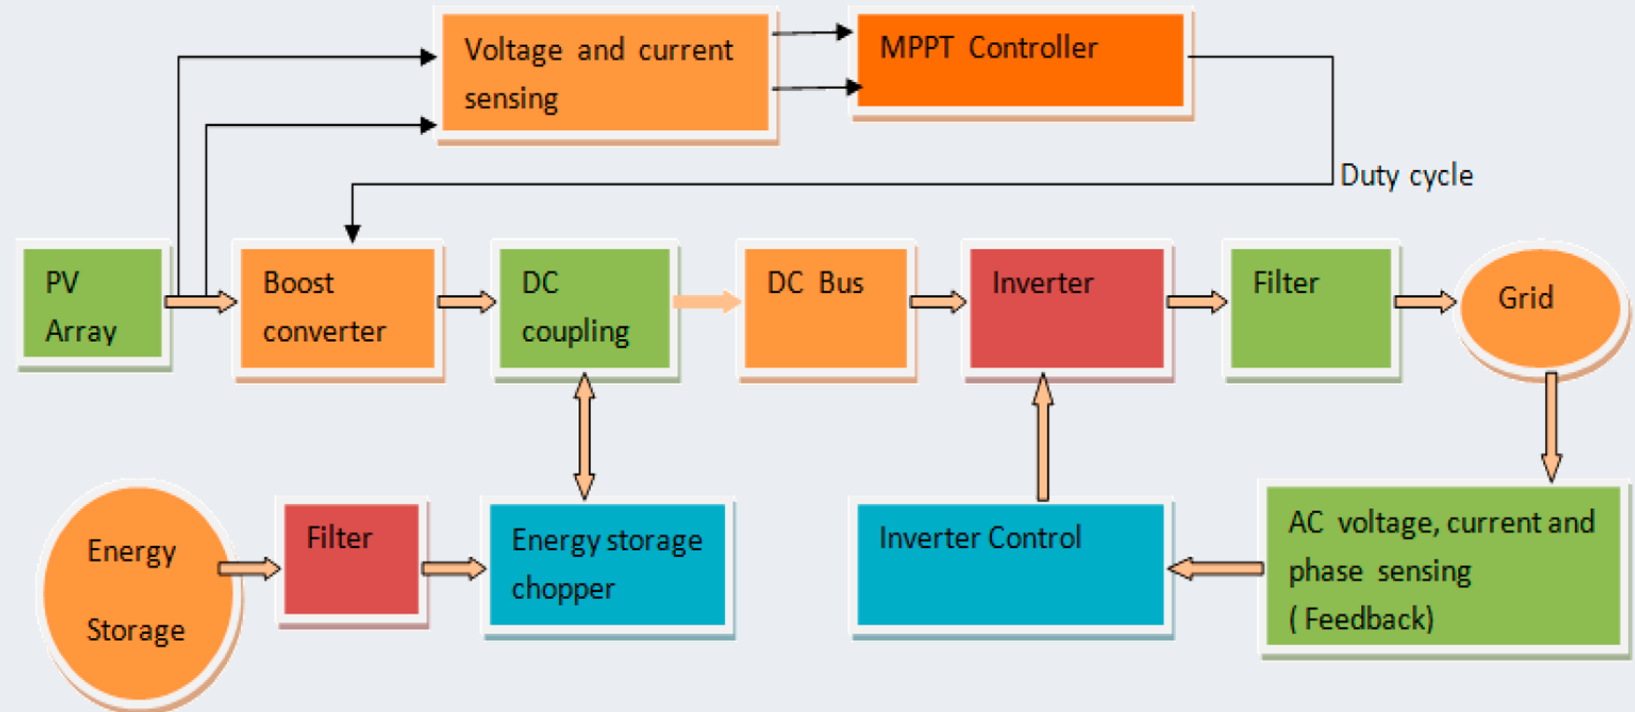 Voltage and current
sensing
MPPT Controller
Duty cycle
PV
Array
Boost
converter
DC
coupling
DC Bus
Inverter
Filter
Grid
Energy
Storage
Filter
Energy storage
chopper
Inverter Control
AC voltage, current and
phase sensing
( Feedback)